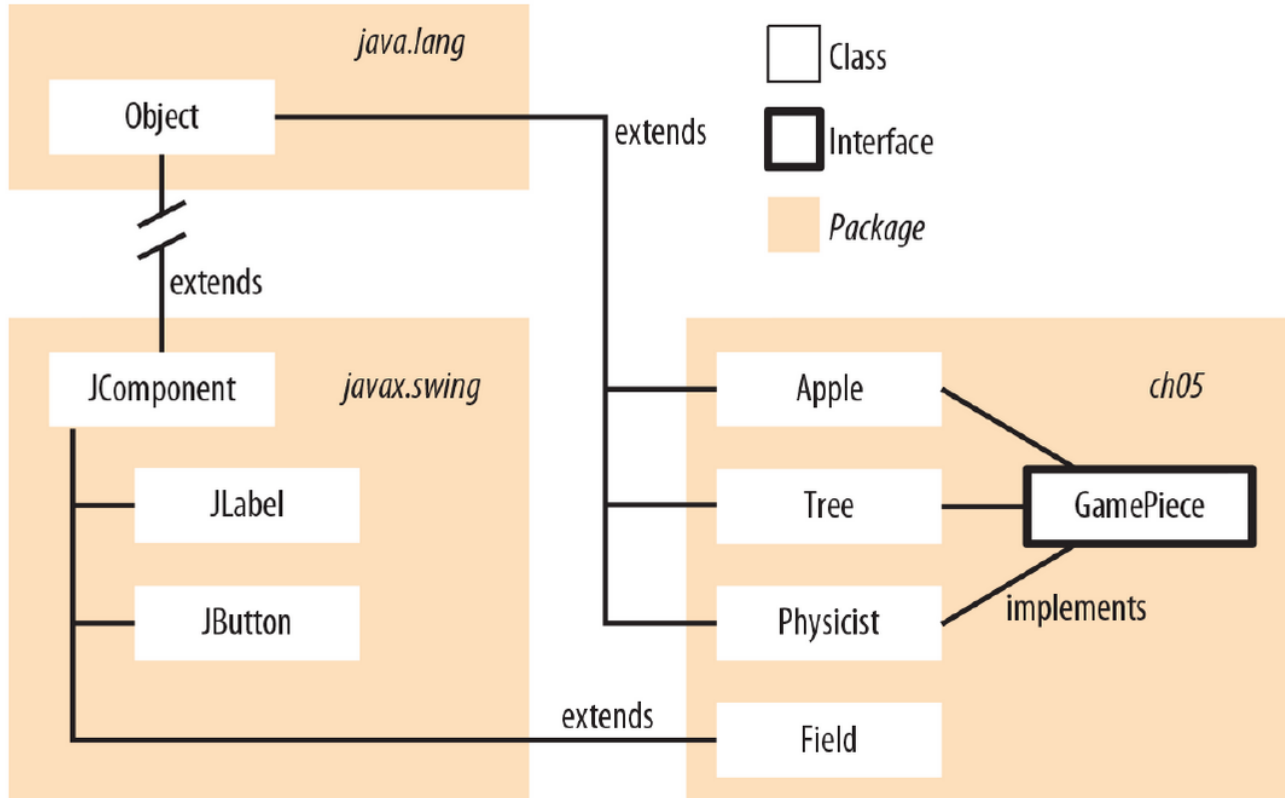 java.lang
Object
extends
Class
Interface
Package
extends
JComponent
javax.swing
JLabel
JButton
extends
Apple
ch05
Tree
GamePiece
Physicist
implements
Field